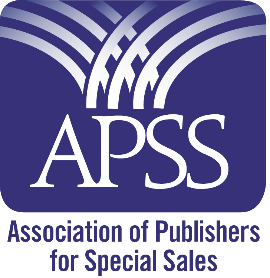 APSS
Association of Publishers
for Special Sales